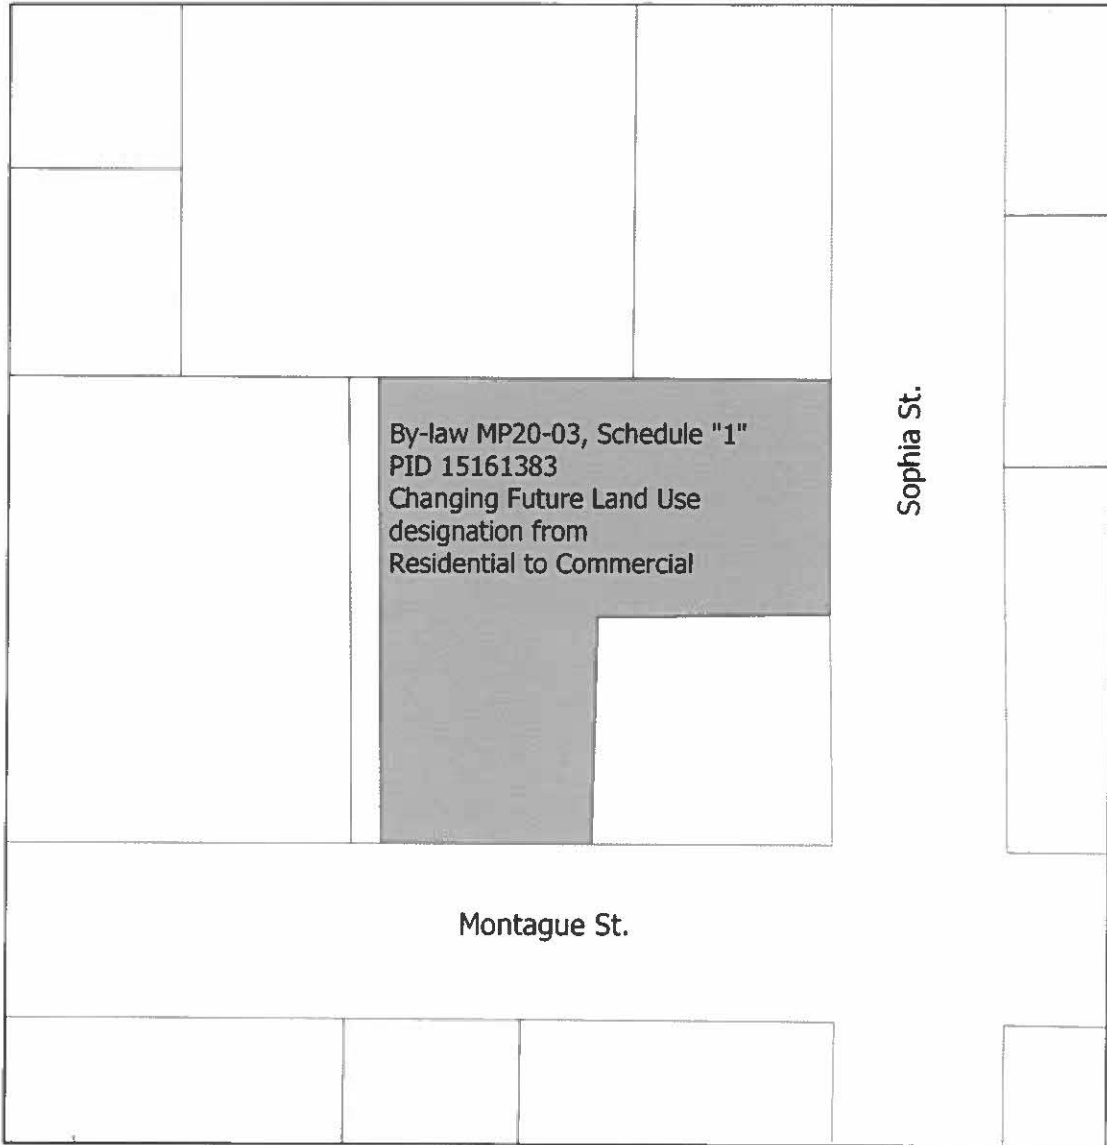 By-law MP20-03, Schedule "1"
PID 15161383
Changing Future Land Use
designation from
Residential to Commercial
Sophia St.
Montague St.